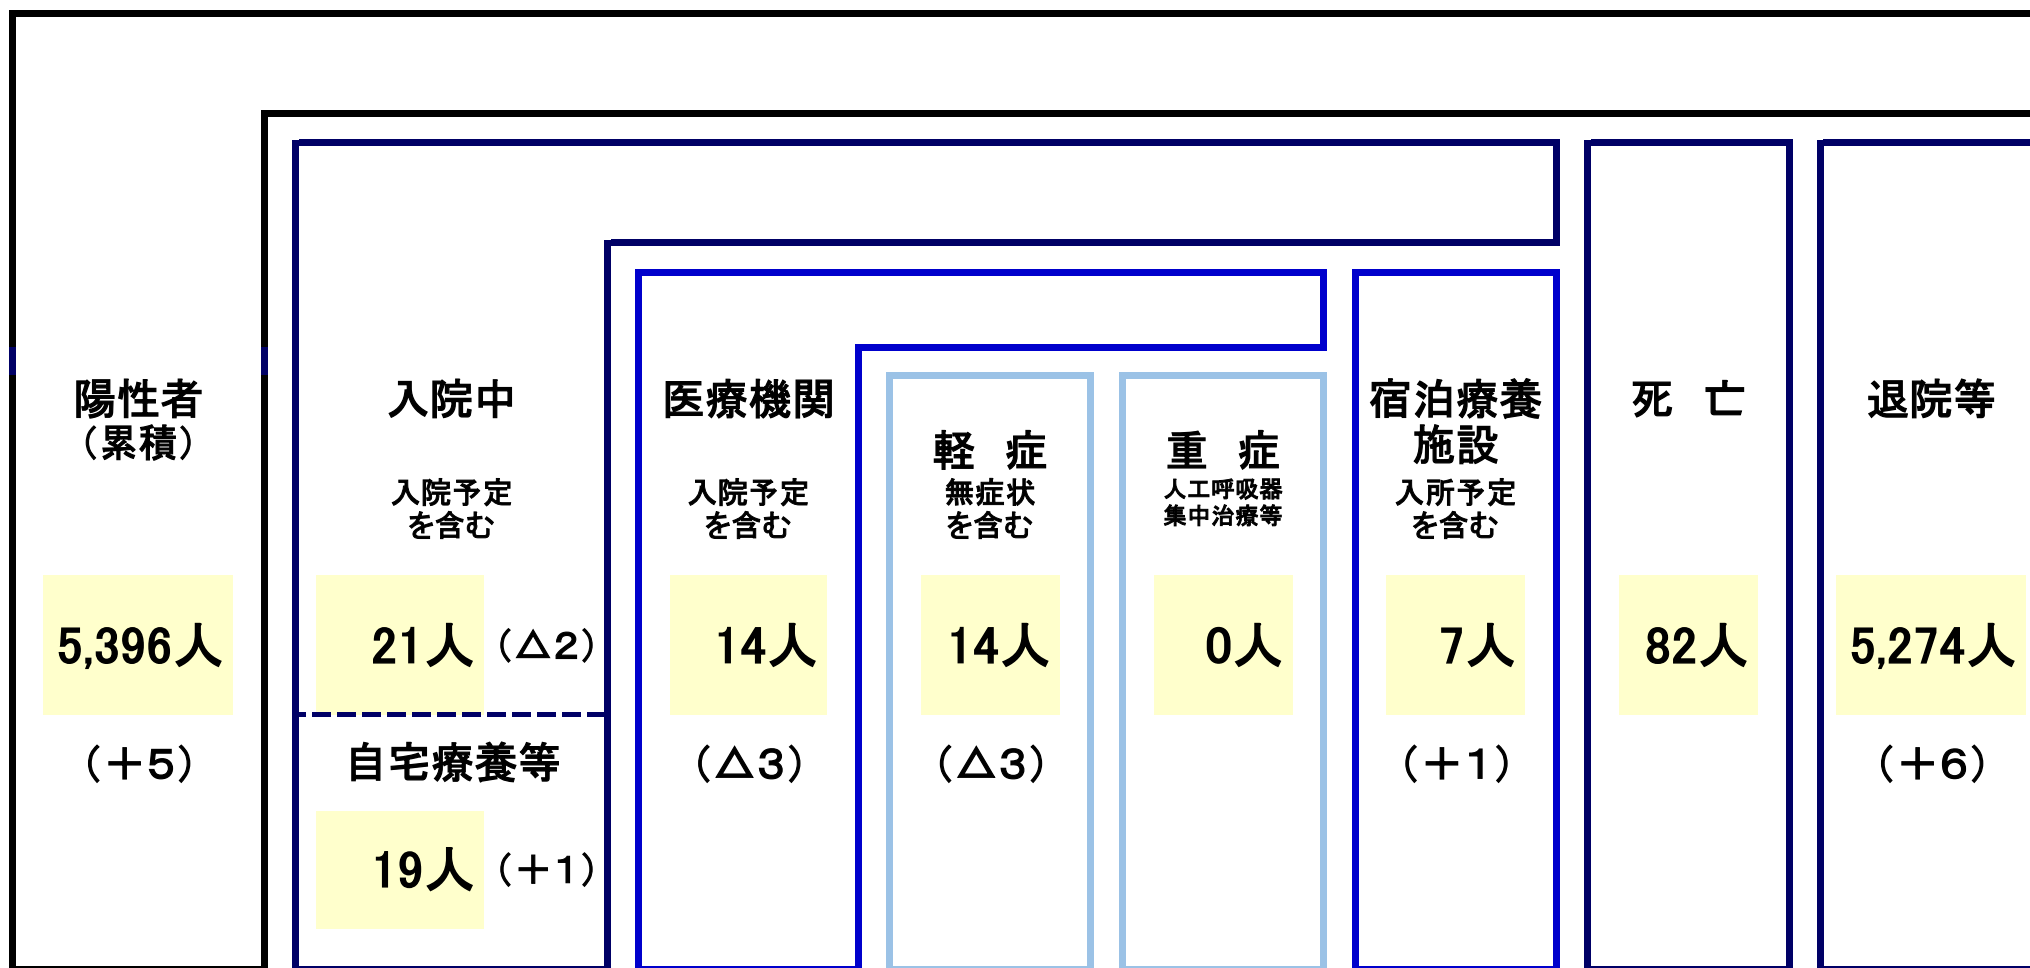 陽性者
（累積）
5,396人
（＋5）
入院中
入院予定
を含む
21人（△2）
自宅療養等
19人（＋1）
医療機関
入院予定
を含む
14人
（△3）
軽　症
無症状
を含む
14人
（△3）
重　症
人工呼吸器
集中治療等
0人
宿泊療養
施設
入所予定
を含む
7人
（＋1）
死　亡
82人
退院等
5,274人
（＋6）